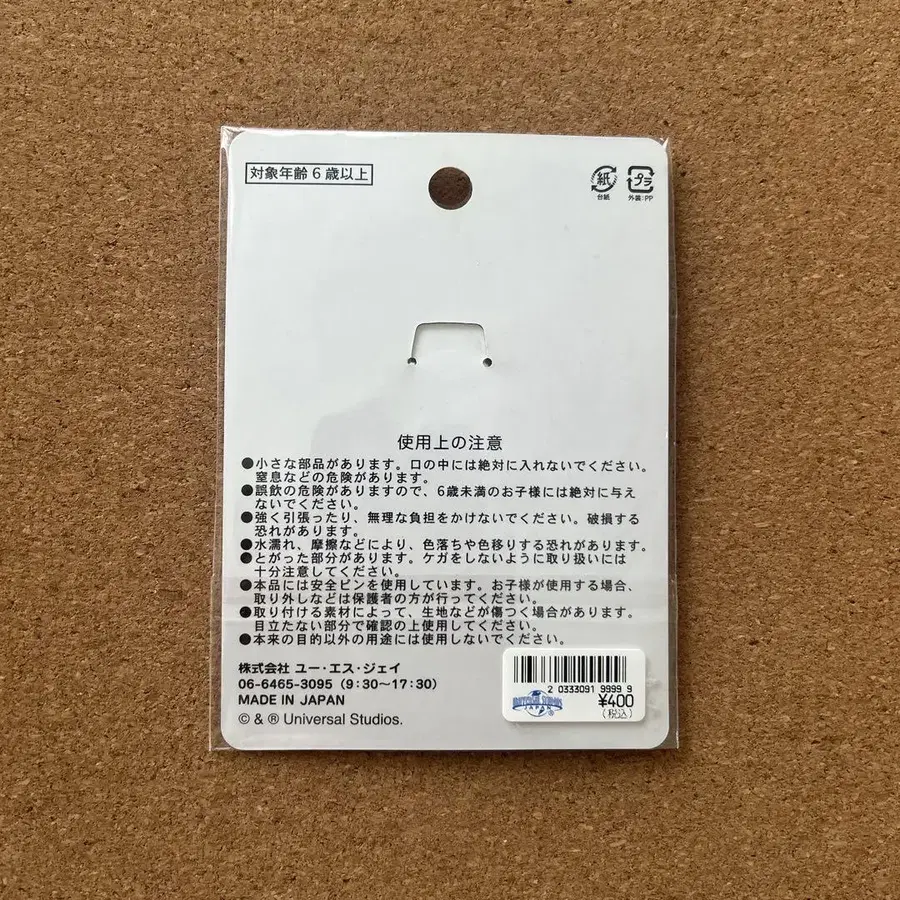 対象年齢6歳以上
紙
台紙
プラ
外装:PP
使用上の注意
●小さな部品があります。口の中には絶対に入れないでください。
窒息などの危険があります。
●誤飲の危険がありますので、6歳未満のお子様には絶対に与え
ないでください。
●強く引張ったり、無理な負担をかけないでください。破損する
恐れがあります。
●水濡れ、摩擦などにより、色落ちや色移りする恐れがあります。
●とがった部分があります。ケガをしないように取り扱いには
十分注意してください。
●本品には安全ピンを使用しています。お子様が使用する場合、
取り外しなどは保護者の方が行ってください。
●取り付ける素材によって、生地などが傷つく場合があります。
目立たない部分で確認の上使用してください。
●本来の目的以外の用途には使用しないでください。
株式会社 ユー・エス・ジェイ
06-6465-3095（9:30〜17:30）
MADE IN JAPAN
© & ® Universal Studios.
2 0333091 9999 9
UNIVERSAL STUDIOS
JAPAN
¥400
(税込)